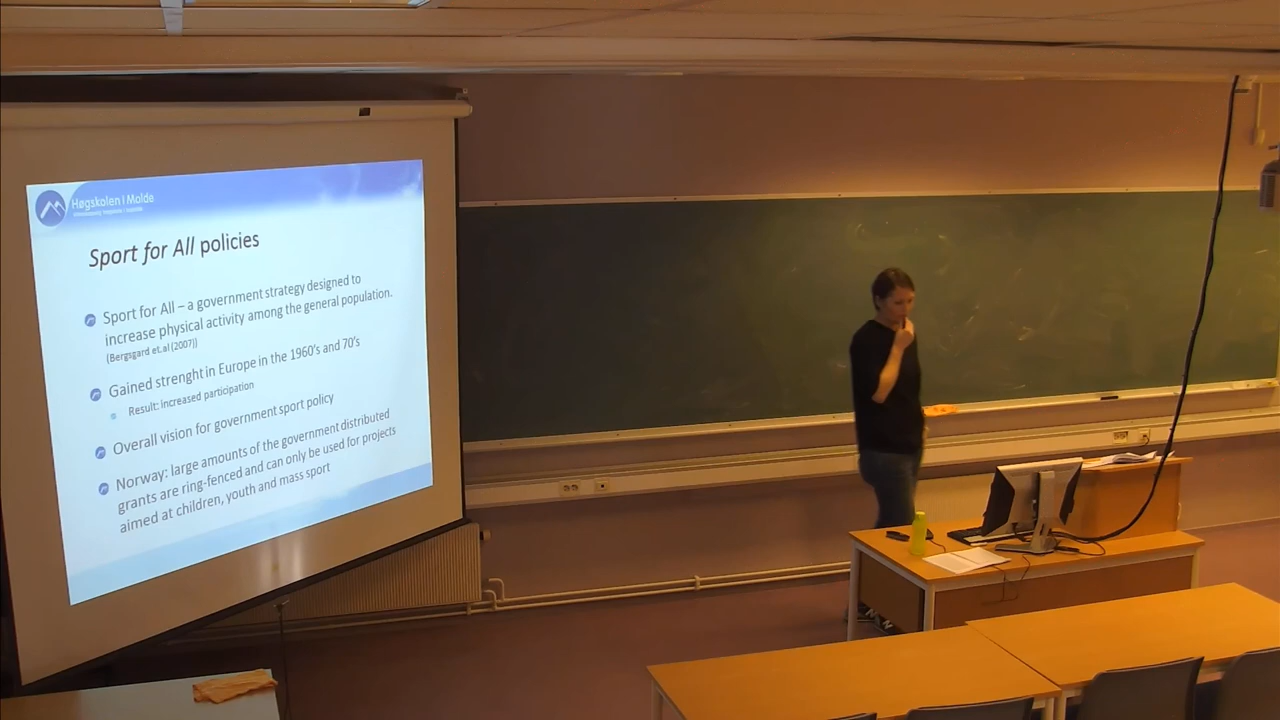 Høgskolen i Molde
Sport for All policies
Sport for All – a government strategy designed to
increase physical activity among the general population.
(Bergsgard et.al (2007))
Gained strenght in Europe in the 1960's and 70's
Result: increased participation
Overall vision for government sport policy
Norway: large amounts of the government distributed
grants are ring-fenced and can only be used for projects
aimed at children, youth and mass sport